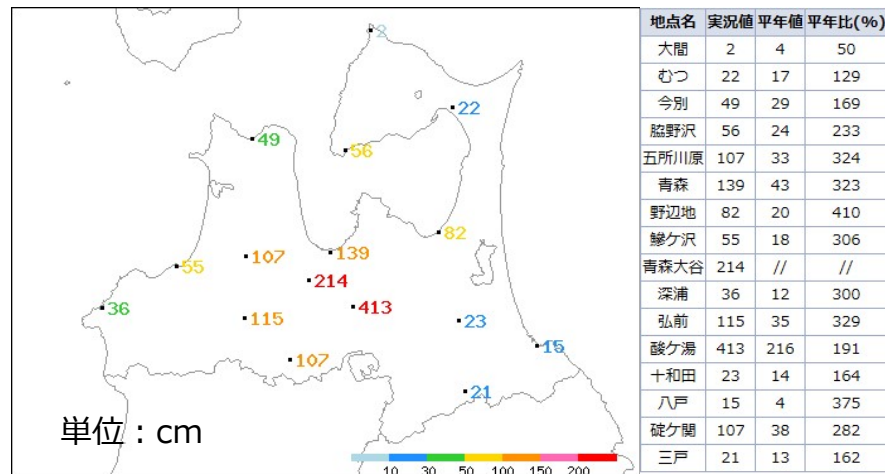 2
22
49
56
82
107
139
55
214
413
36
115
23
15
107
21
単位：cm
10 30 50 100 150 200
地点名 実況値 平年値 平年比(%)
大間 2 4 50
むつ 22 17 129
今別 49 29 169
脇野沢 56 24 233
五所川原 107 33 324
青森 139 43 323
野辺地 82 20 410
鰺ケ沢 55 18 306
青森大谷 214 // //
深浦 36 12 300
弘前 115 35 329
酸ケ湯 413 216 191
十和田 23 14 164
八戸 15 4 375
碇ケ関 107 38 282
三戸 21 13 162